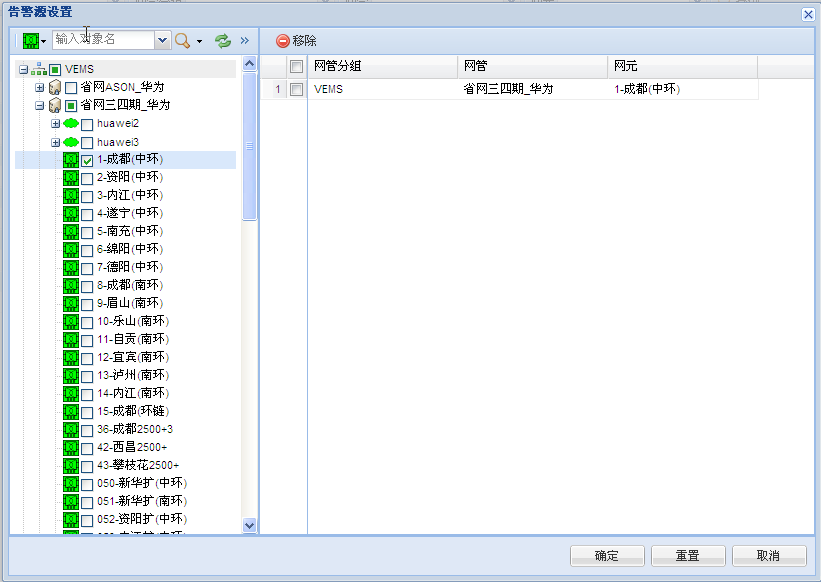 告警源设置
输入对象名
移除
VEMS
省网ASON_华为
省网三四期_华为
huawei2
huawei3
1-成都(中环)
2-资阳(中环)
3-内江(中环)
4-遂宁(中环)
5-南充(中环)
6-绵阳(中环)
7-德阳(中环)
8-成都(南环)
9-眉山(南环)
10-乐山(南环)
11-自贡(南环)
12-宜宾(南环)
13-泸州(南环)
14-内江(南环)
15-成都(环链)
36-成都2500+3
42-西昌2500+
43-攀枝花2500+
050-新华扩(中环)
051-新华扩(南环)
052-资阳扩(中环)
网管分组 网管 网元
1 VEMS 省网三四期_华为 1-成都(中环)
确定 重置 取消